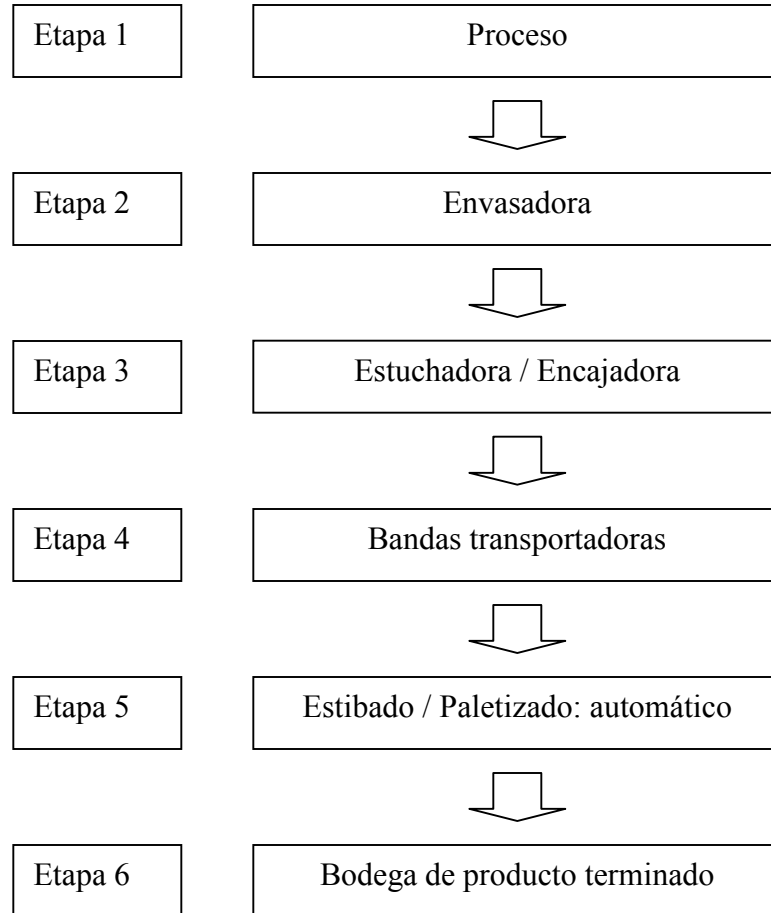 Etapa 1
Proceso
Etapa 2
Envasadora
Etapa 3
Estuchadora / Encajadora
Etapa 4
Bandas transportadoras
Etapa 5
Estibado / Paletizado: automático
Etapa 6
Bodega de producto terminado